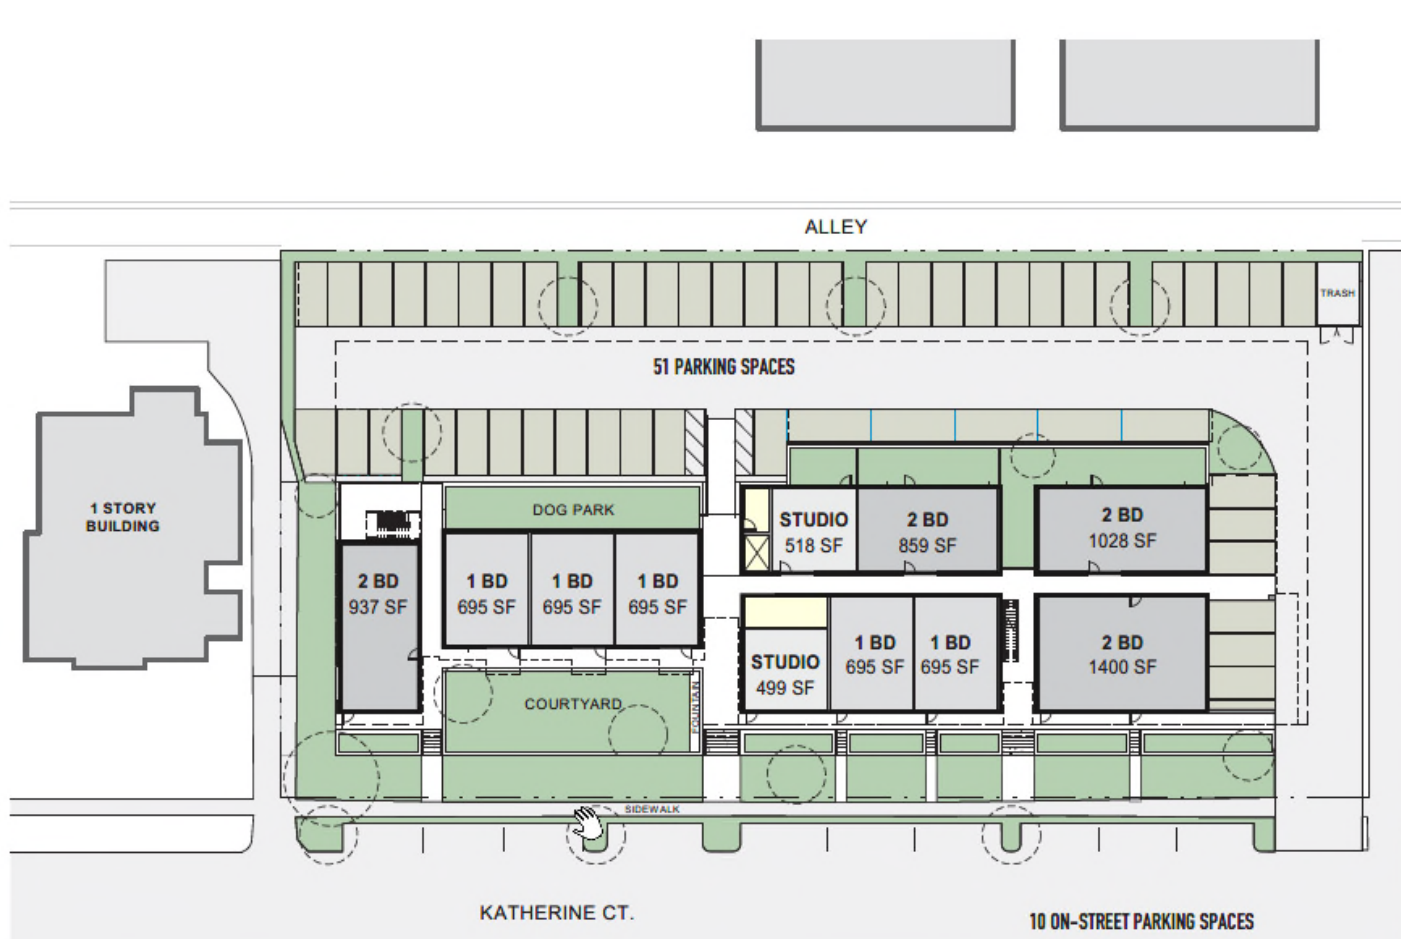 ALLEY
TRASH
51 PARKING SPACES
1 STORY
BUILDING
DOG PARK
STUDIO
518 SF
2 BD
859 SF
2 BD
1028 SF
2 BD
937 SF
1 BD
695 SF
1 BD
695 SF
1 BD
695 SF
STUDIO
499 SF
1 BD
695 SF
1 BD
695 SF
2 BD
1400 SF
COURTYARD
FOUNTAIN
SIDEWALK
KATHERINE CT.
10 ON-STREET PARKING SPACES